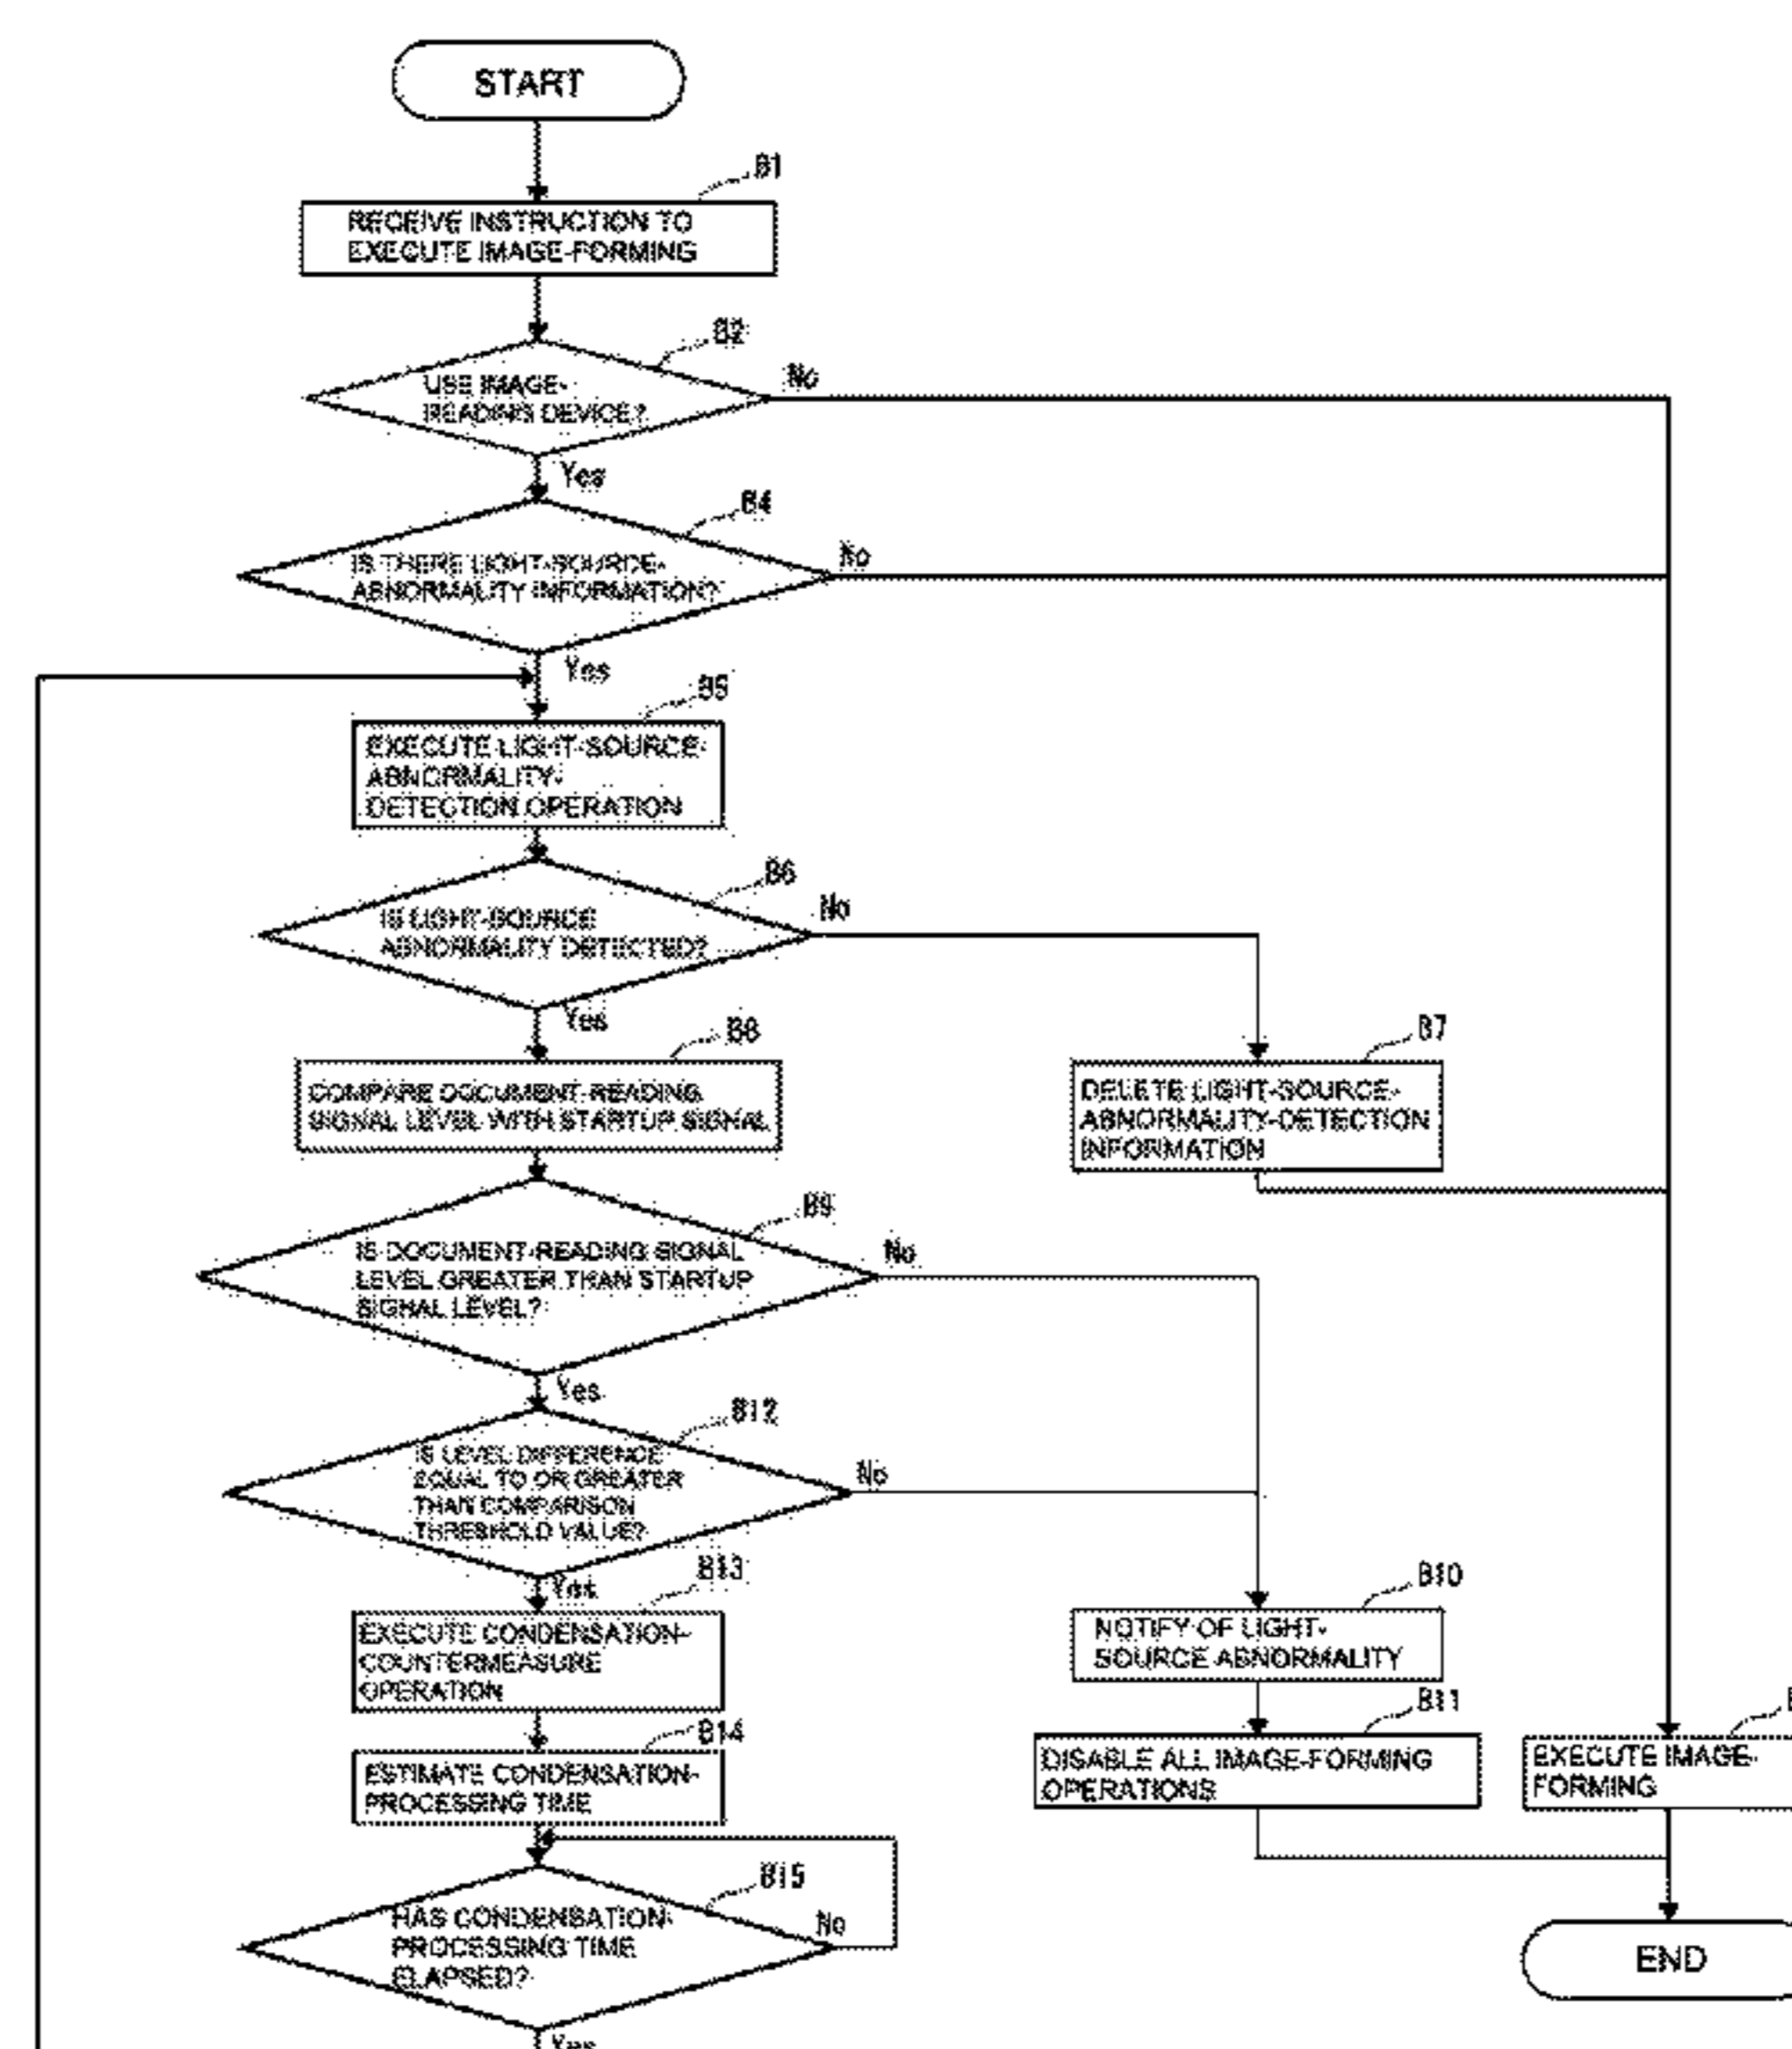 START
B1
RECEIVE INSTRUCTION TO
EXECUTE IMAGE-FORMING
B2
USE IMAGE-
READING DEVICE?
No
Yes
B4
IS THERE LIGHT-SOURCE-
ABNORMALITY INFORMATION?
No
Yes
B5
EXECUTE LIGHT-SOURCE-
ABNORMALITY-
DETECTION OPERATION
B6
IS LIGHT-SOURCE
ABNORMALITY DETECTED?
No
Yes
B8
COMPARE DOCUMENT-READING
SIGNAL LEVEL WITH STARTUP SIGNAL
B7
DELETE LIGHT-SOURCE-
ABNORMALITY-DETECTION
INFORMATION
B9
IS DOCUMENT-READING SIGNAL
LEVEL GREATER THAN STARTUP
SIGNAL LEVEL?
No
Yes
B12
IS LEVEL DIFFERENCE
EQUAL TO OR GREATER
THAN COMPARISON
THRESHOLD VALUE?
No
Yes
B13
EXECUTE CONDENSATION-
COUNTERMEASURE
OPERATION
B10
NOTIFY OF LIGHT-
SOURCE ABNORMALITY
B14
ESTIMATE CONDENSATION-
PROCESSING TIME
B11
DISABLE ALL IMAGE-FORMING
OPERATIONS
EXECUTE IMAGE-
FORMING
B15
HAS CONDENSATION-
PROCESSING TIME
ELAPSED?
No
Yes
END